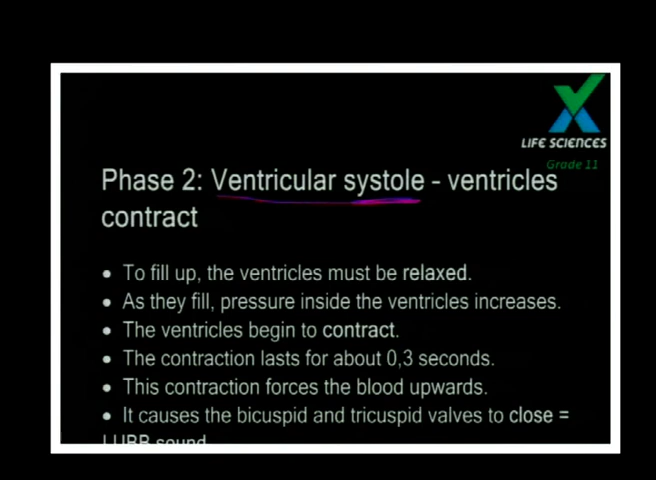 LIFE SCIENCES
Grade 11
Phase 2: Ventricular systole - ventricles
contract
• To fill up, the ventricles must be relaxed.
• As they fill, pressure inside the ventricles increases.
• The ventricles begin to contract.
• The contraction lasts for about 0,3 seconds.
• This contraction forces the blood upwards.
• It causes the bicuspid and tricuspid valves to close =
LUBB sound